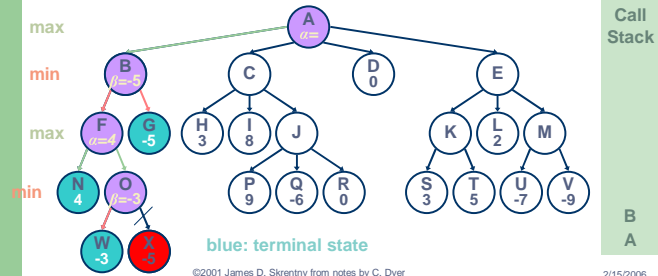 max
A
α=
Call
Stack
min
B
β=-5
C
D
0
E
max
F
α=4
G
-5
H
3
I
8
J
K
L
2
M
min
N
4
O
β=-3
P
9
Q
-6
R
0
S
3
T
5
U
-7
V
-9
B
A
W
-3
X
-5
blue: terminal state
©2001 James D. Skrentny from notes by C. Dyer
2/15/2006